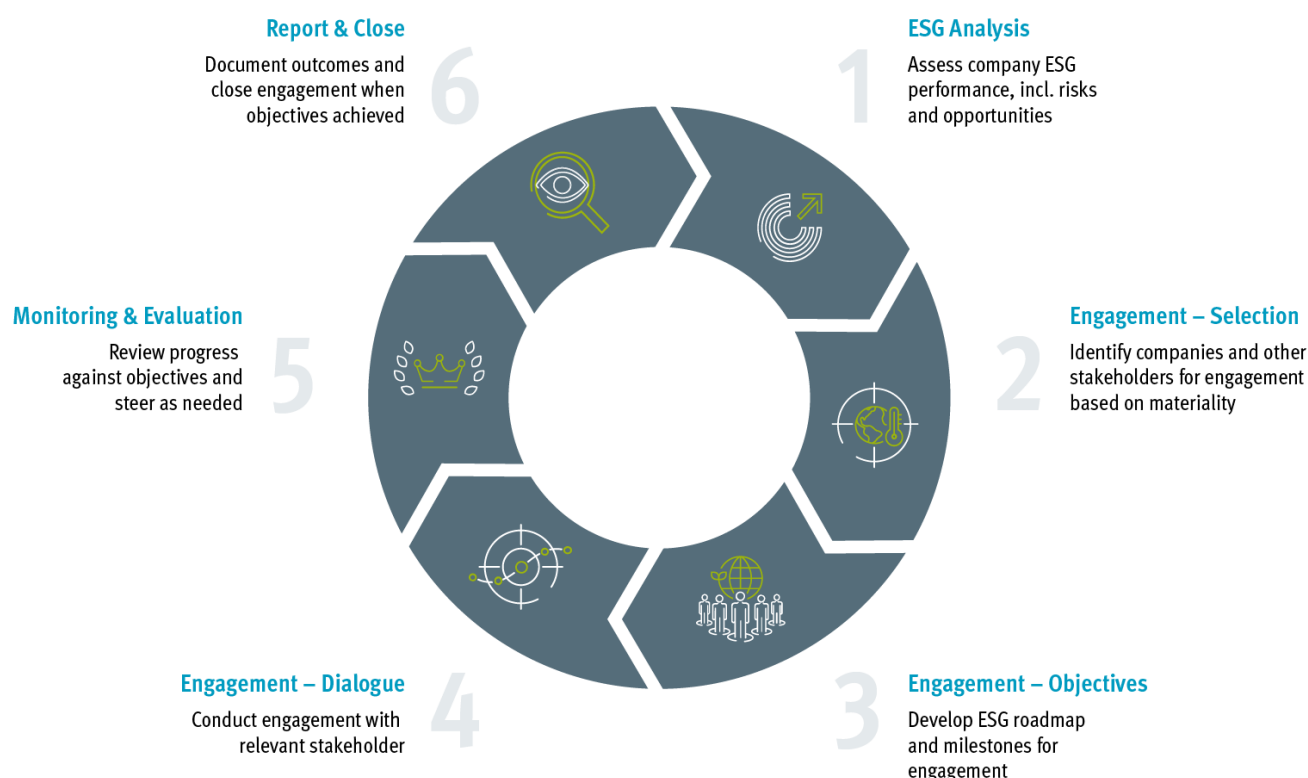 1
ESG Analysis
Assess company ESG
performance, incl. risks
and opportunities
2
Engagement – Selection
Identify companies and other
stakeholders for engagement
based on materiality
3
Engagement – Objectives
Develop ESG roadmap
and milestones for
engagement
4
Engagement – Dialogue
Conduct engagement with
relevant stakeholder
5
Monitoring & Evaluation
Review progress
against objectives and
steer as needed
6
Report & Close
Document outcomes and
close engagement when
objectives achieved